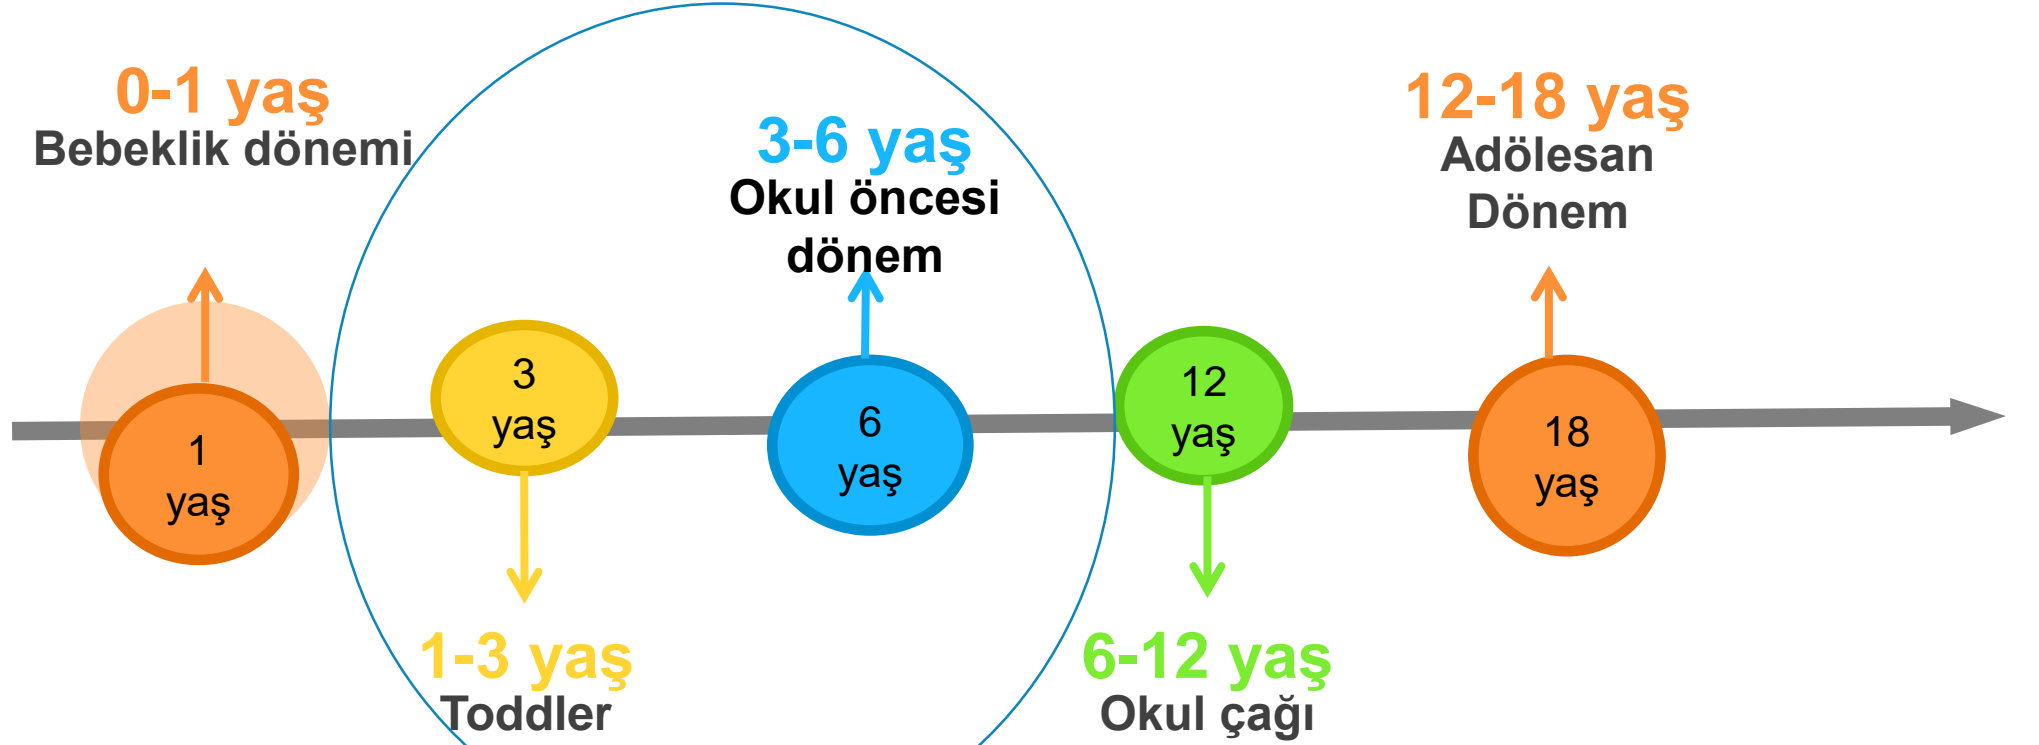 0-1 yaş
Bebeklik dönemi
3-6 yaş
Okul öncesi
dönem
12-18 yaş
Adölesan
Dönem
1
yaş
3
yaş
6
yaş
12
yaş
18
yaş
1-3 yaş
Toddler
6-12 yaş
Okul çağı